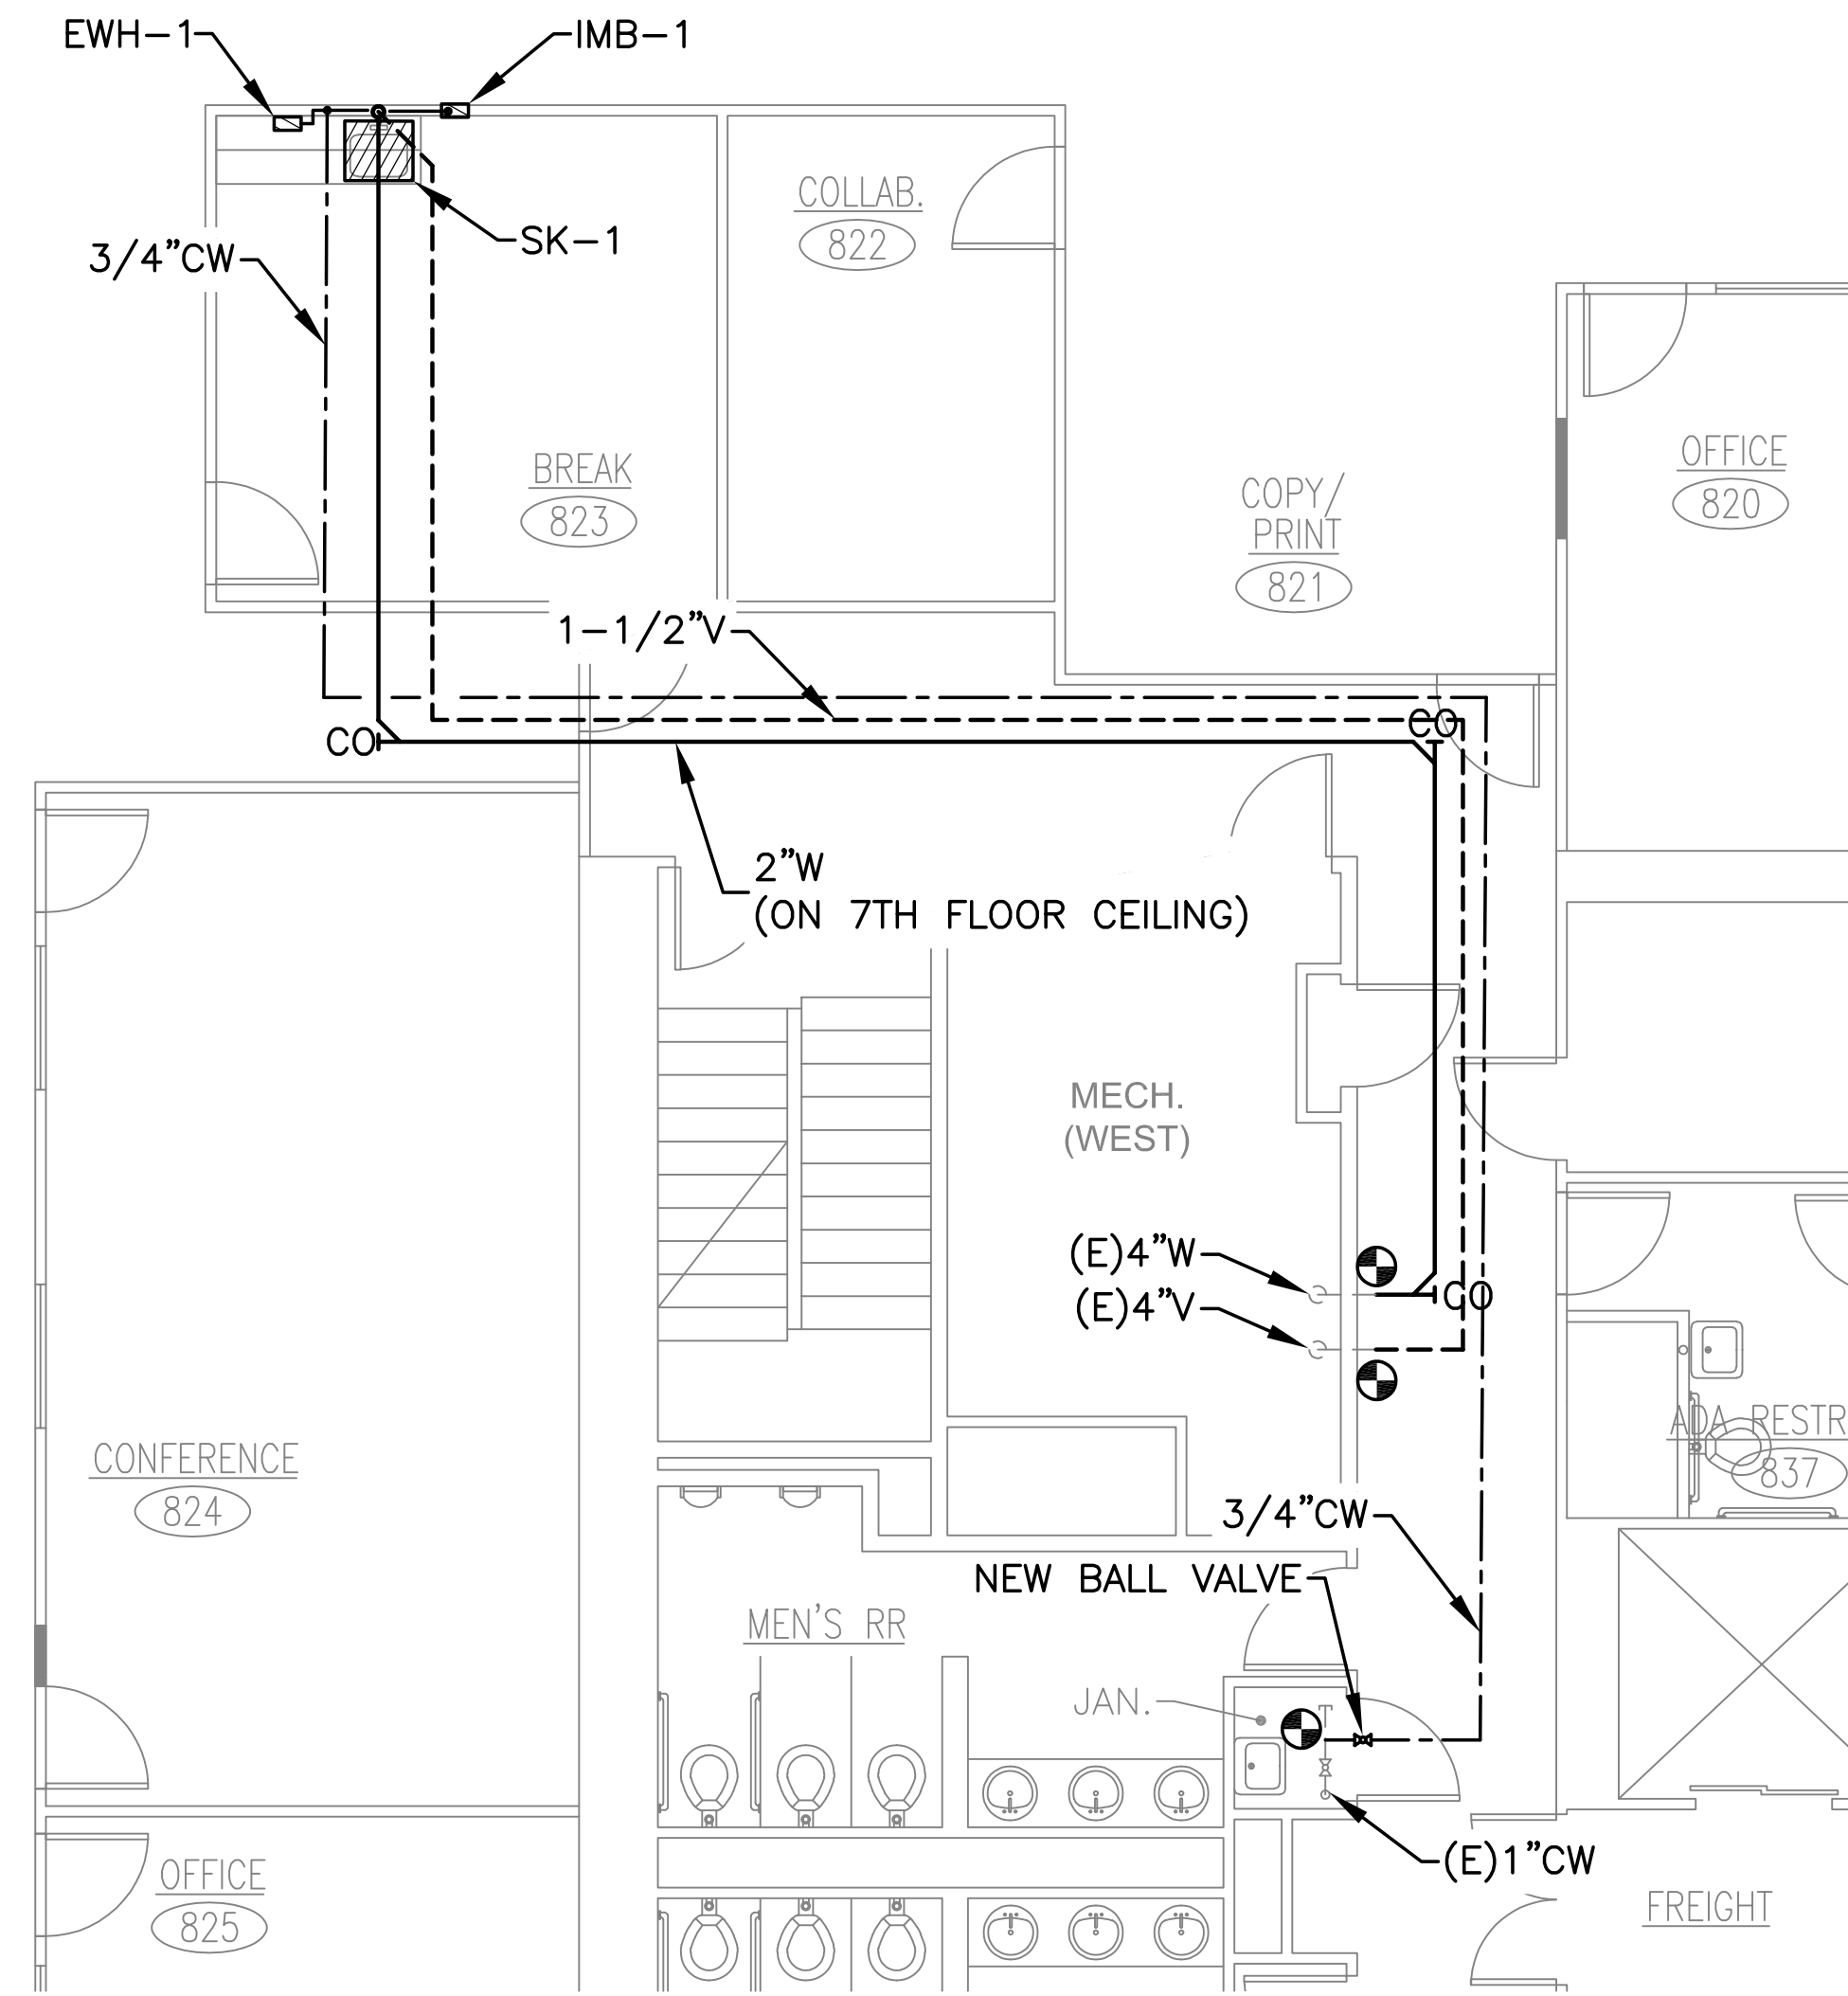 EWH-1
IMB-1
COLLAB.
822
SK-1
3/4"CW
OFFICE
820
BREAK
823
COPY/
PRINT
821
1-1/2"V
CO
CO
2"W
(ON 7TH FLOOR CEILING)
MECH.
(WEST)
(E)4"W
CO
(E)4"V
ADA RESTR
837
CONFERENCE
824
3/4"CW
NEW BALL VALVE
MEN'S RR
JAN.
(E)1"CW
OFFICE
825
FREIGHT